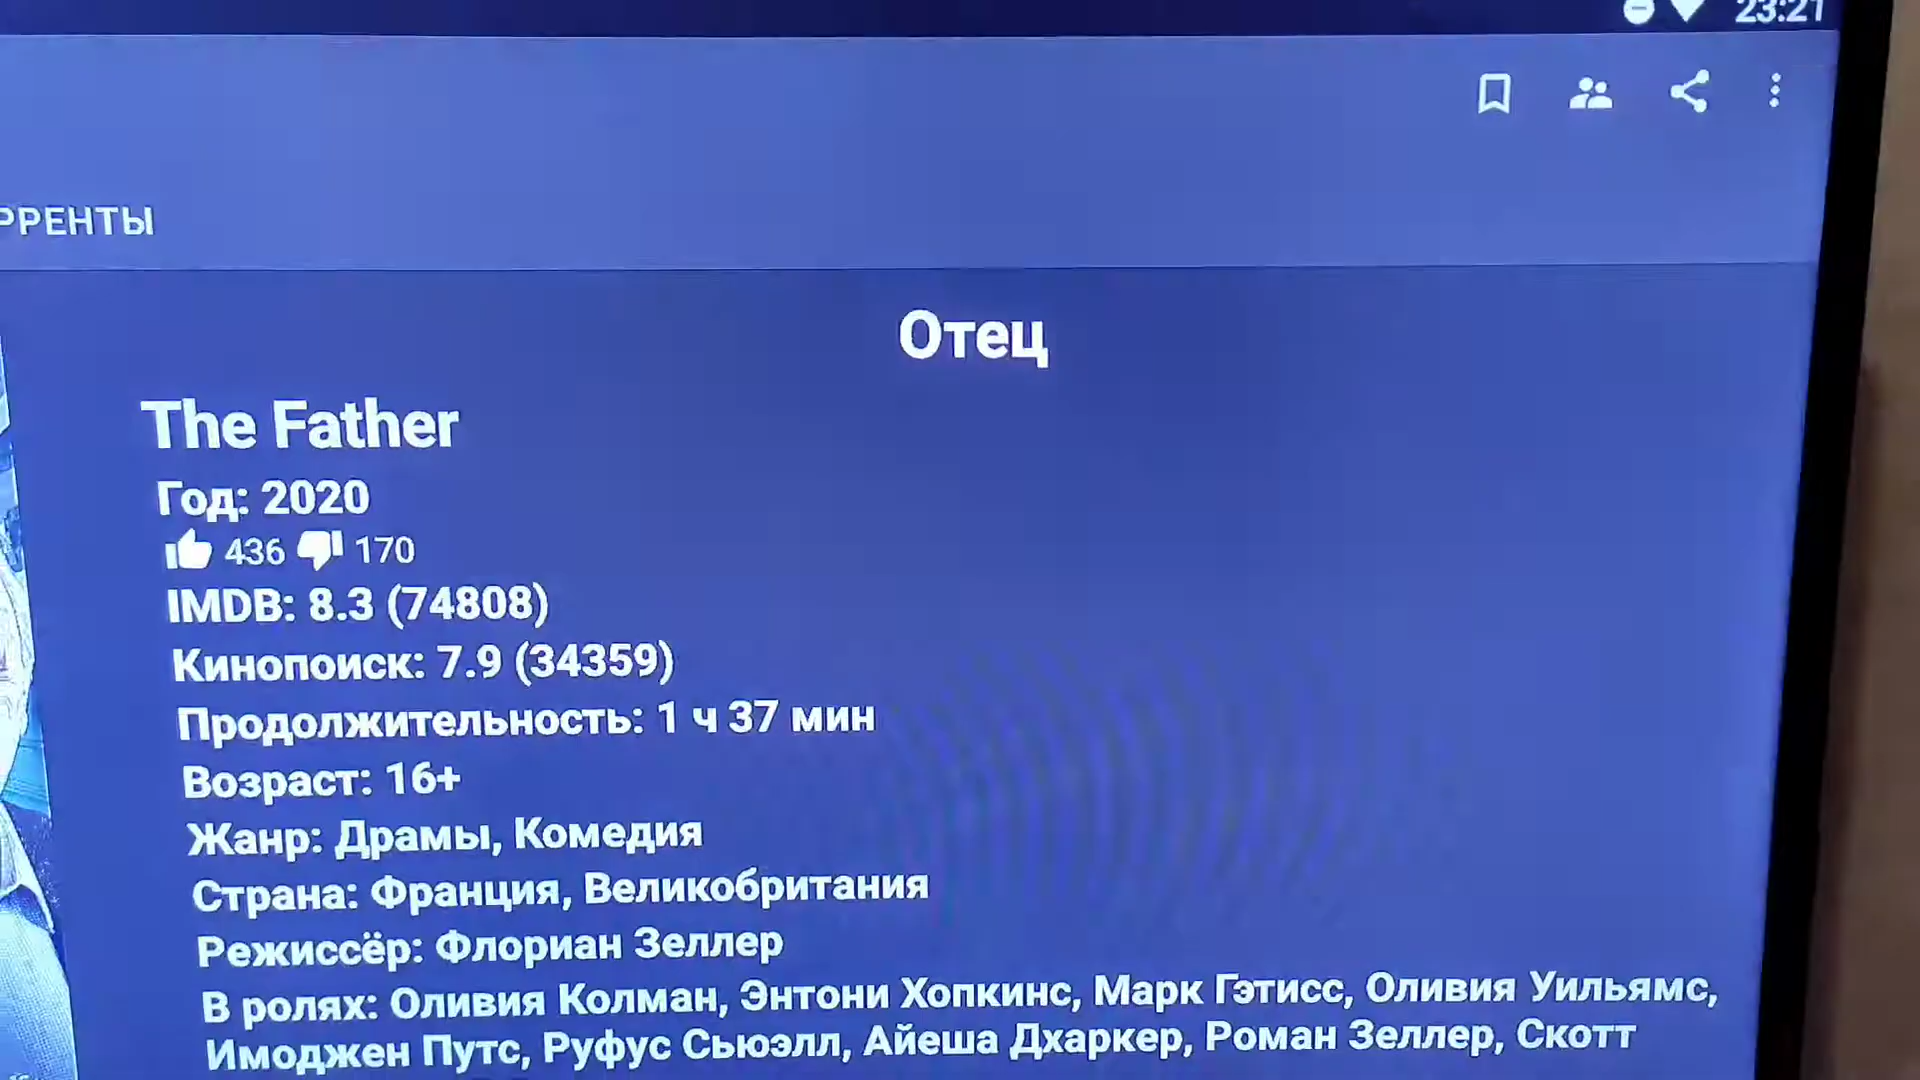 23:21
РРЕНТЫ
Отец
The Father
Год: 2020
436 170
IMDB: 8.3 (74808)
Кинопоиск: 7.9 (34359)
Продолжительность: 1 ч 37 мин
Возраст: 16+
Жанр: Драмы, Комедия
Страна: Франция, Великобритания
Режиссёр: Флориан Зеллер
В ролях: Оливия Колман, Энтони Хопкинс, Марк Гэтисс, Оливия Уильямс,
Имоджен Путс, Руфус Сьюэлл, Айеша Дхаркер, Роман Зеллер, Скотт